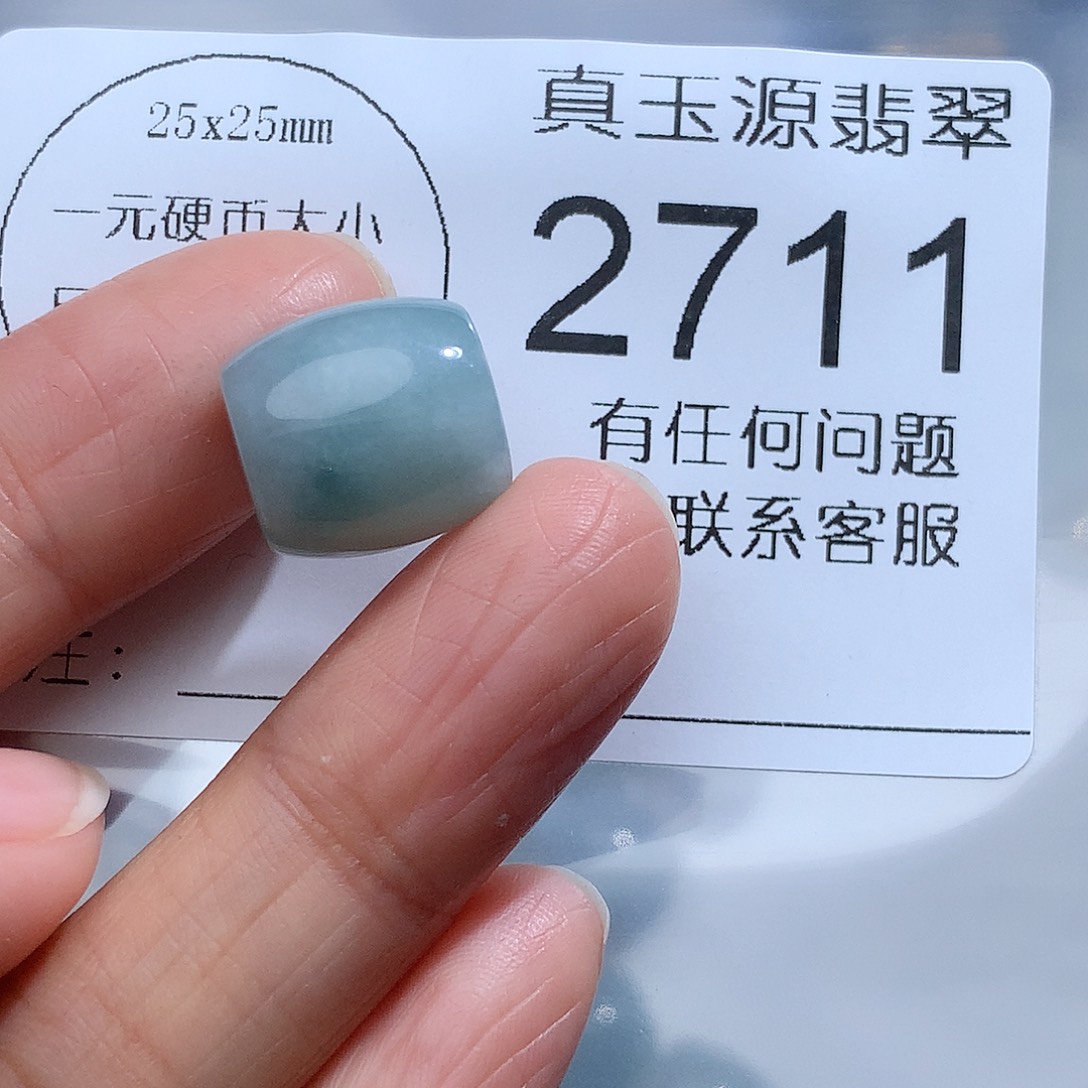 25x25mm
一元硬币大小
真玉源翡翠
2711
有任何问题
联系客服
注：